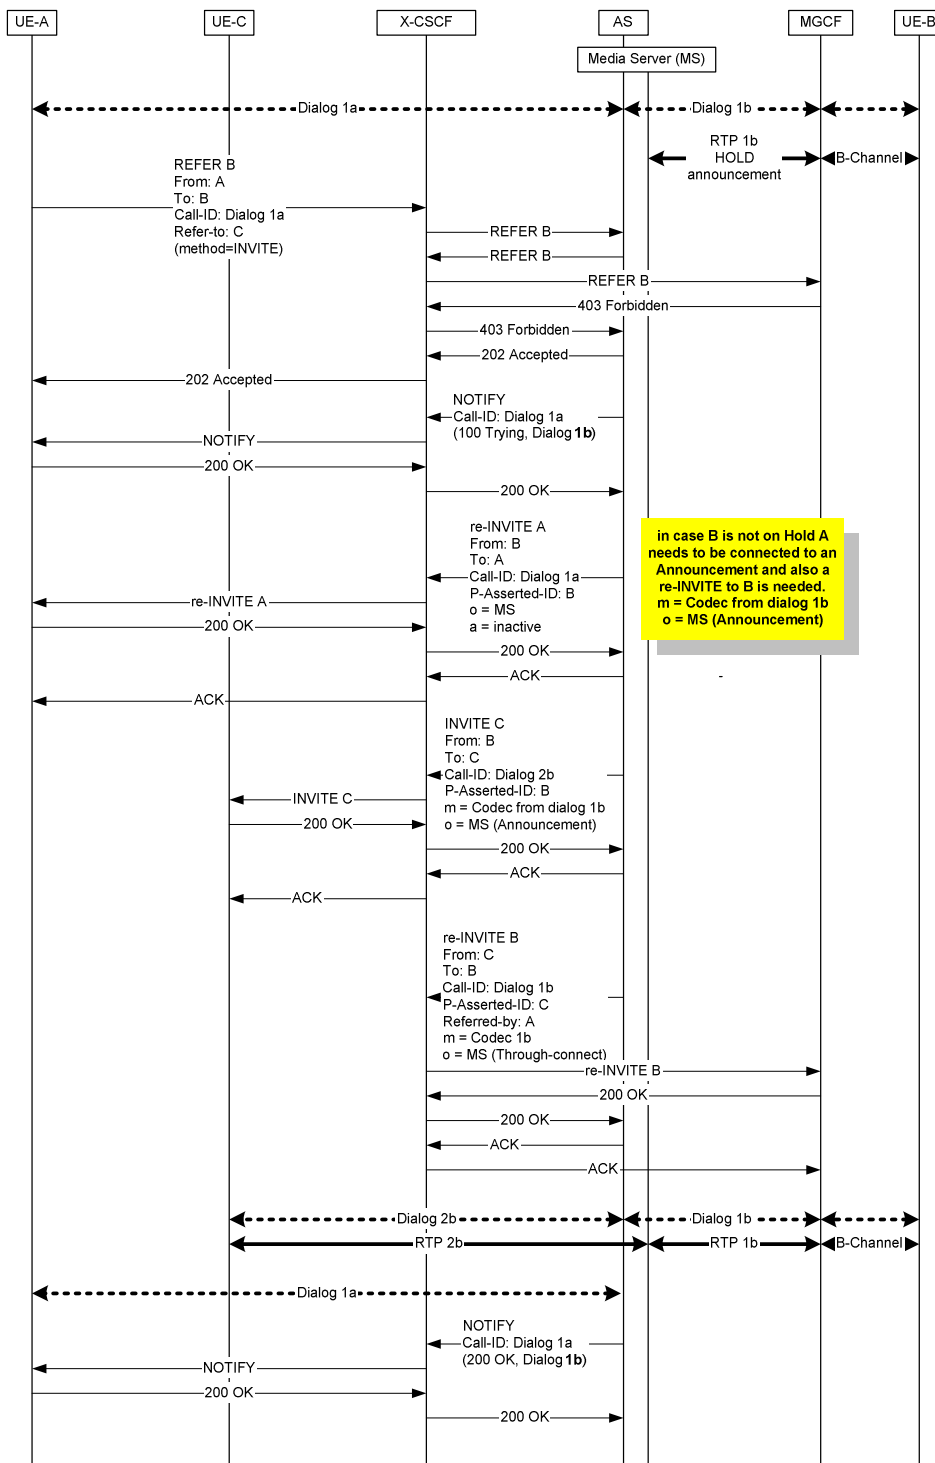 UE-A
UE-C
X-CSCF
AS
MGCF
UE-B
Media Server (MS)
Dialog 1a
Dialog 1b
RTP 1b
HOLD
announcement
B-Channel
REFER B
From: A
To: B
Call-ID: Dialog 1a
Refer-to: C
(method=INVITE)
REFER B
REFER B
REFER B
403 Forbidden
403 Forbidden
202 Accepted
202 Accepted
NOTIFY
Call-ID: Dialog 1a
(100 Trying, Dialog 1b)
NOTIFY
200 OK
200 OK
re-INVITE A
From: B
To: A
Call-ID: Dialog 1a
P-Asserted-ID: B
o = MS
a = inactive
in case B is not on Hold A
needs to be connected to an
Announcement and also a
re-INVITE to B is needed.
m = Codec from dialog 1b
o = MS (Announcement)
re-INVITE A
200 OK
200 OK
ACK
-
ACK
INVITE C
From: B
To: C
Call-ID: Dialog 2b
P-Asserted-ID: B
m = Codec from dialog 1b
o = MS (Announcement)
INVITE C
200 OK
200 OK
ACK
ACK
re-INVITE B
From: C
To: B
Call-ID: Dialog 1b
P-Asserted-ID: C
Referred-by: A
m = Codec 1b
o = MS (Through-connect)
re-INVITE B
200 OK
200 OK
ACK
ACK
Dialog 2b
Dialog 1b
RTP 2b
RTP 1b
B-Channel
Dialog 1a
NOTIFY
Call-ID: Dialog 1a
(200 OK, Dialog 1b)
NOTIFY
200 OK
200 OK